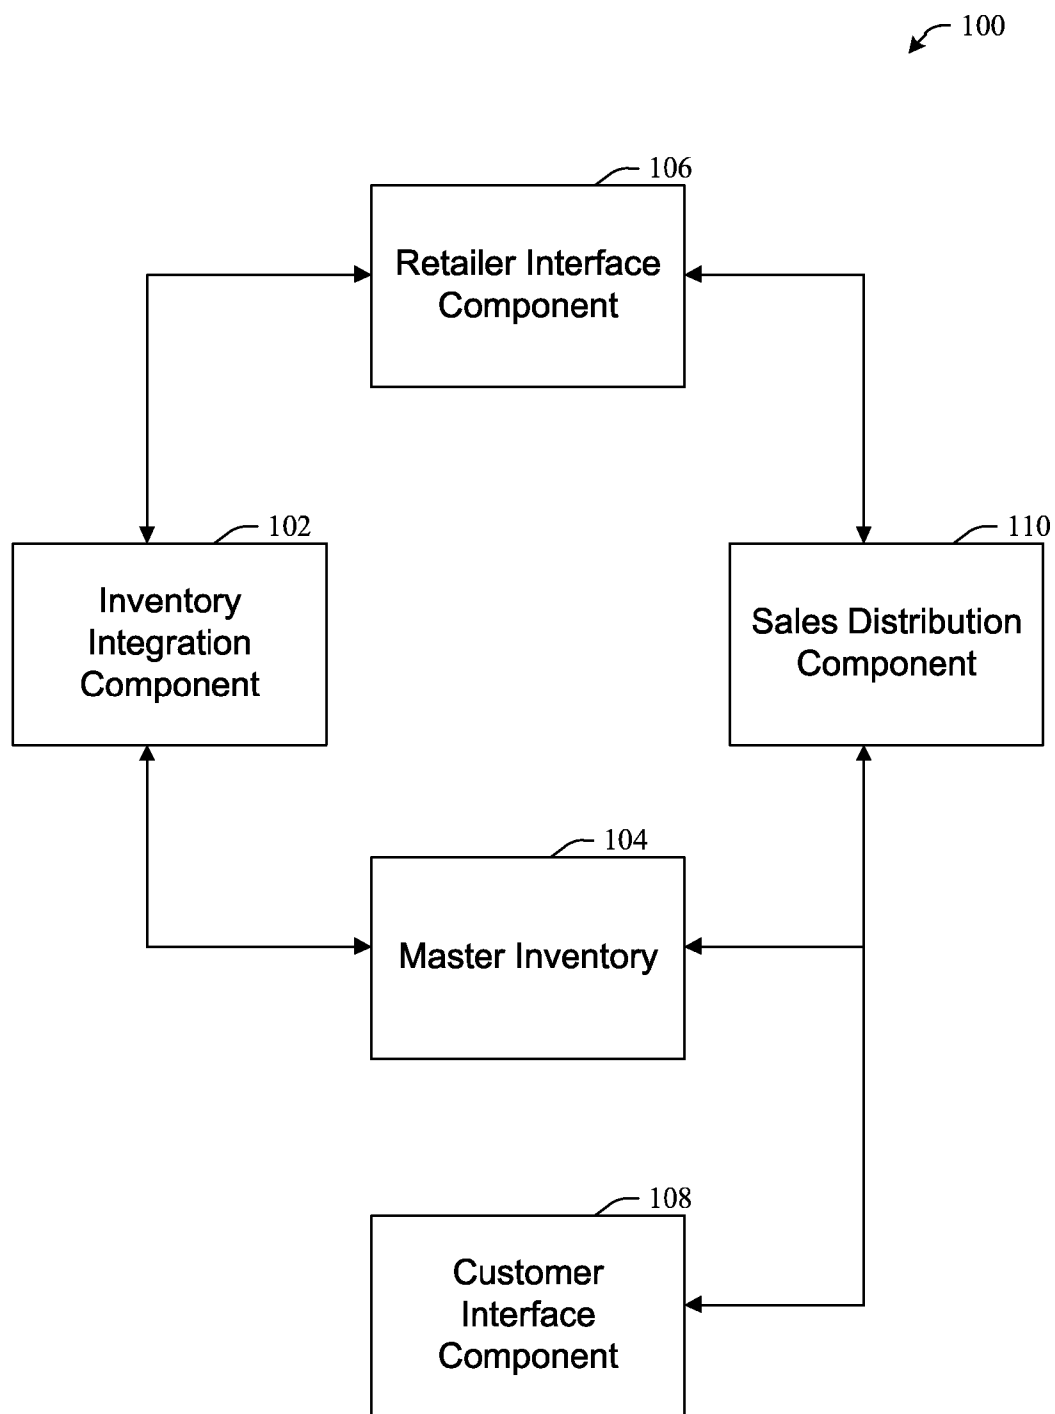 100
106
Retailer Interface
Component
102
Inventory
Integration
Component
110
Sales Distribution
Component
104
Master Inventory
108
Customer
Interface
Component